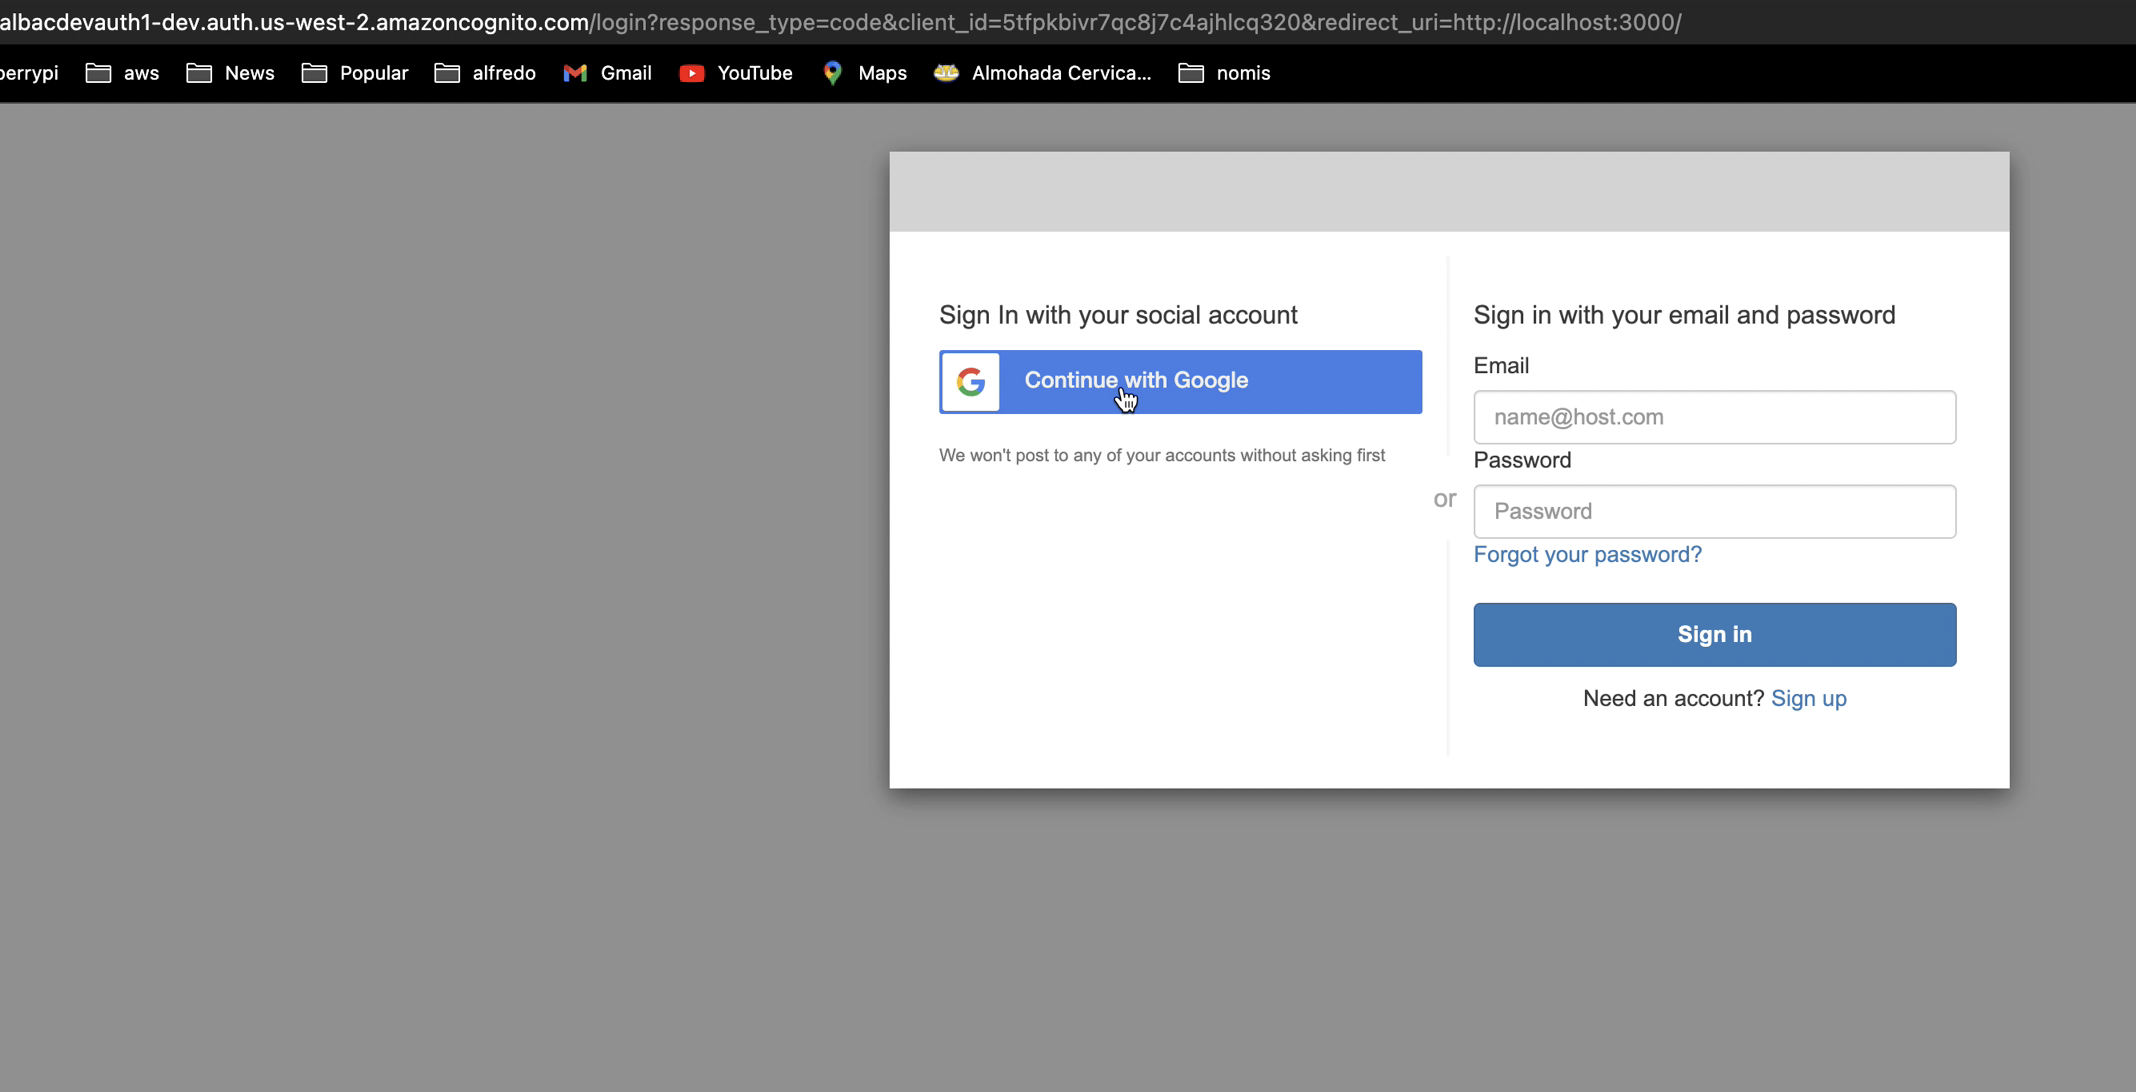 albacdevauth1-dev.auth.us-west-2.amazoncognito.com/login?response_type=code&client_id=5tfpkbivr7qc8j7c4ajhlcq320&redirect_uri=http://localhost:3000/
berrypi aws News Popular alfredo Gmail YouTube Maps Almohada Cervica... nomis
Sign In with your social account
Continue with Google
We won't post to any of your accounts without asking first
or
Sign in with your email and password
Email
name@host.com
Password
Password
Forgot your password?
Sign in
Need an account? Sign up